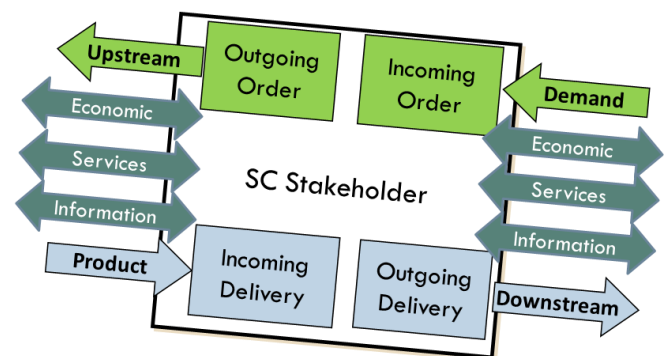 Upstream
Outgoing
Order
Incoming
Order
Demand
Economic
Services
Information
SC Stakeholder
Economic
Services
Information
Product
Incoming
Delivery
Outgoing
Delivery
Downstream